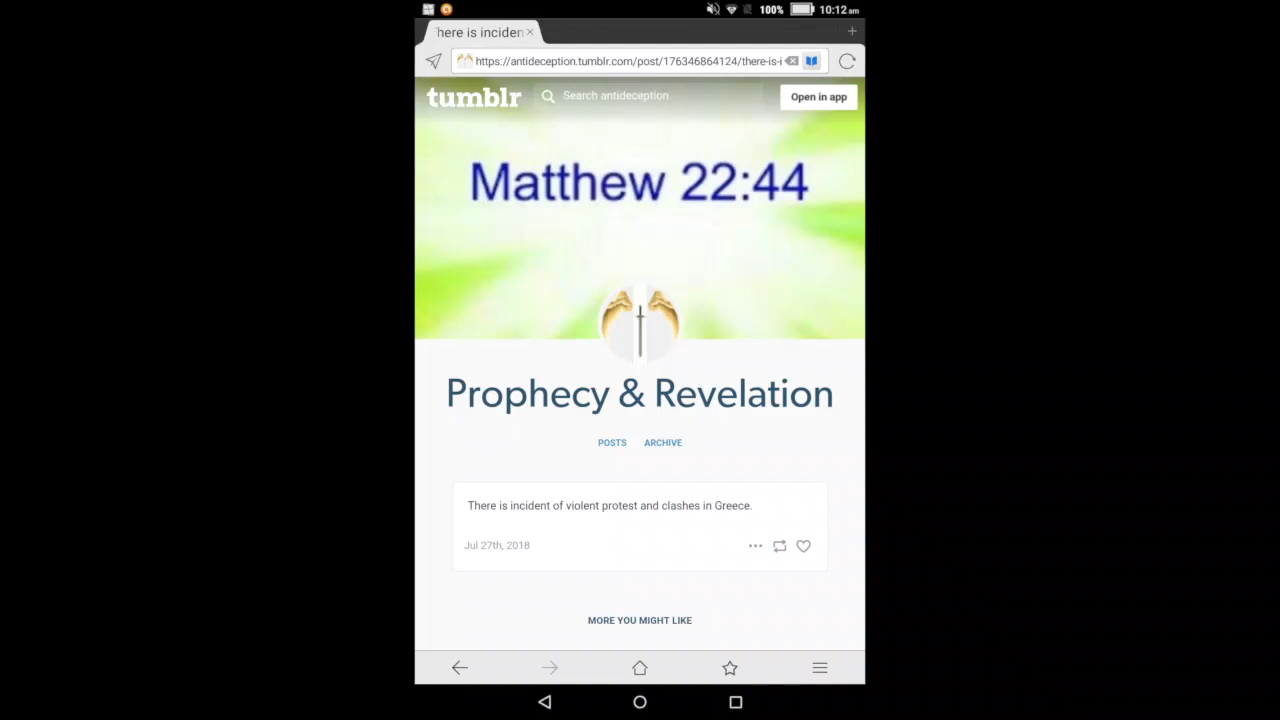 100% 10:12 am
here is inciden
https://antideception.tumblr.com/post/176346864124/there-is-i
tumblr Search antideception Open in app
Matthew 22:44
Prophecy & Revelation
POSTS ARCHIVE
There is incident of violent protest and clashes in Greece.
Jul 27th, 2018
MORE YOU MIGHT LIKE